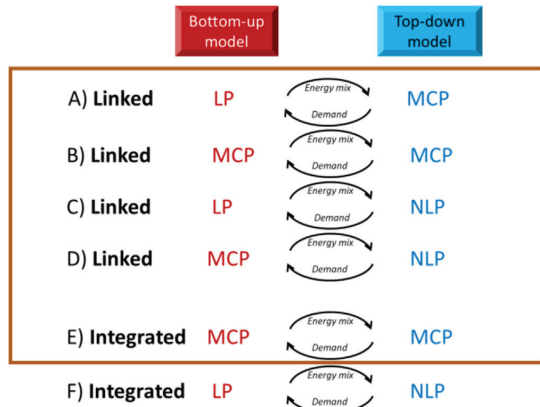 Bottom-up model
Top-down model
A) Linked LP Energy mix Demand MCP
B) Linked MCP Energy mix Demand MCP
C) Linked LP Energy mix Demand NLP
D) Linked MCP Energy mix Demand NLP
E) Integrated MCP Energy mix Demand MCP
F) Integrated LP Energy mix Demand NLP